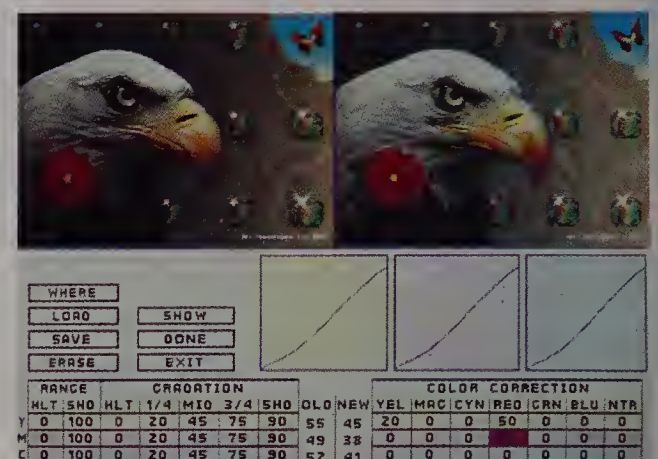 WHERE
LOAD SHOW
SAVE DONE
ERASE EXIT
RANGE GRADATION COLOR CORRECTION
HLT SHD HLT 1/4 MID 3/4 SHD OLD NEW YEL MAG CYN RED GRN BLU NTR
Y 0 100 0 20 45 75 90 55 45 20 0 0 50 0 0 0
M 0 100 0 20 45 75 90 49 38 0 0 0 0 0 0
C 0 100 0 20 45 75 90 52 41 0 0 0 0 0 0 0